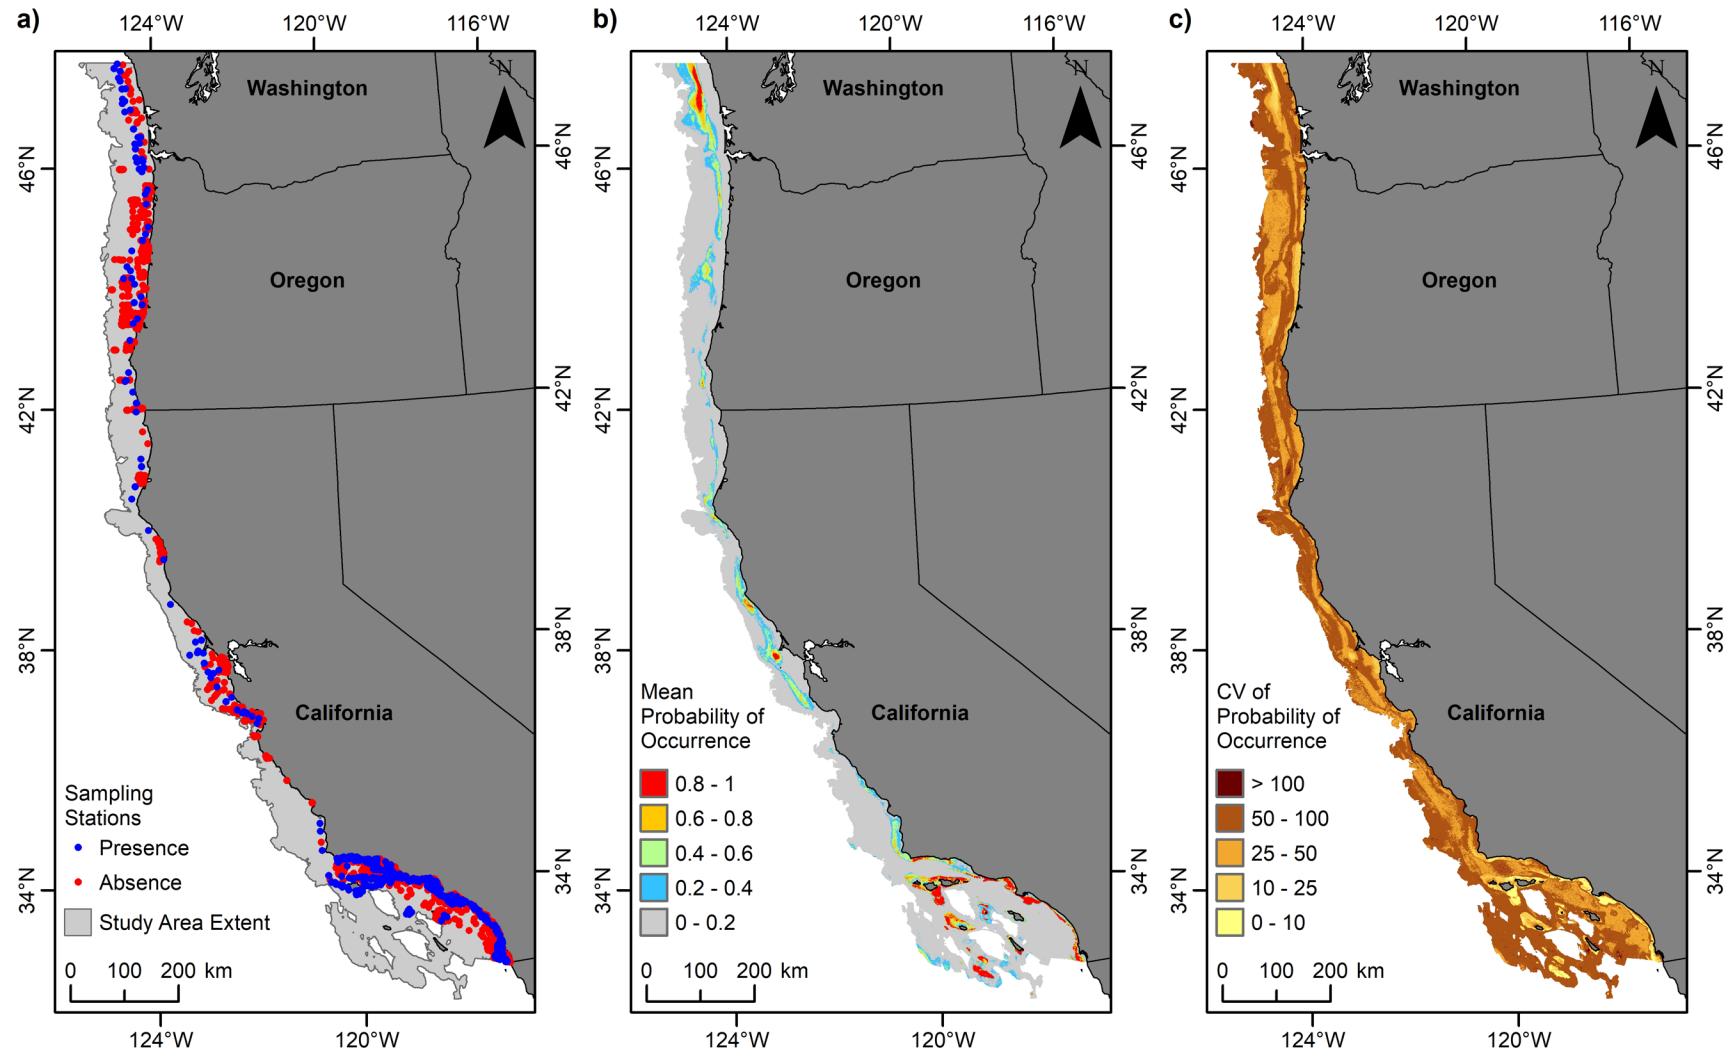 a)
124°W 120°W 116°W
N
Washington
46°N
46°N
Oregon
42°N
42°N
38°N
38°N
California
Sampling
Stations
Presence
Absence
Study Area Extent
34°N
34°N
0 100 200 km
124°W 120°W
b)
124°W 120°W 116°W
N
Washington
46°N
46°N
Oregon
42°N
42°N
38°N
38°N
California
Mean
Probability of
Occurrence
0.8 - 1
0.6 - 0.8
0.4 - 0.6
0.2 - 0.4
0 - 0.2
34°N
34°N
0 100 200 km
124°W 120°W
c)
124°W 120°W 116°W
N
Washington
46°N
46°N
Oregon
42°N
42°N
38°N
38°N
California
CV of
Probability of
Occurrence
> 100
50 - 100
25 - 50
10 - 25
0 - 10
34°N
34°N
0 100 200 km
124°W 120°W